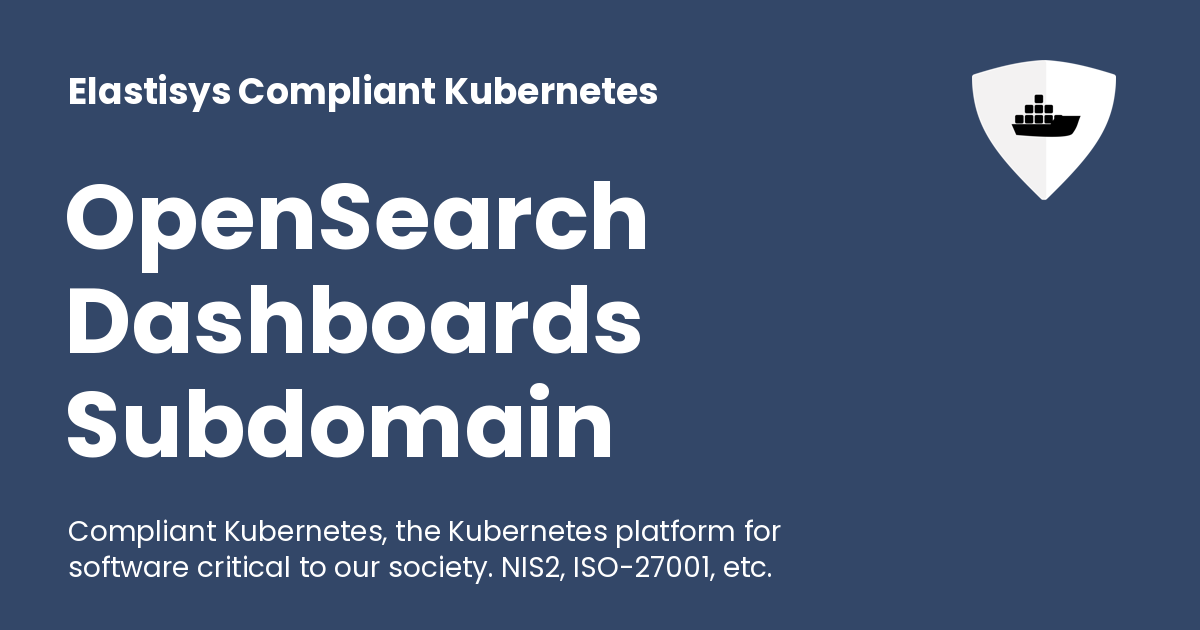 Elastisys Compliant Kubernetes
OpenSearch
Dashboards
Subdomain
Compliant Kubernetes, the Kubernetes platform for
software critical to our society. NIS2, ISO-27001, etc.